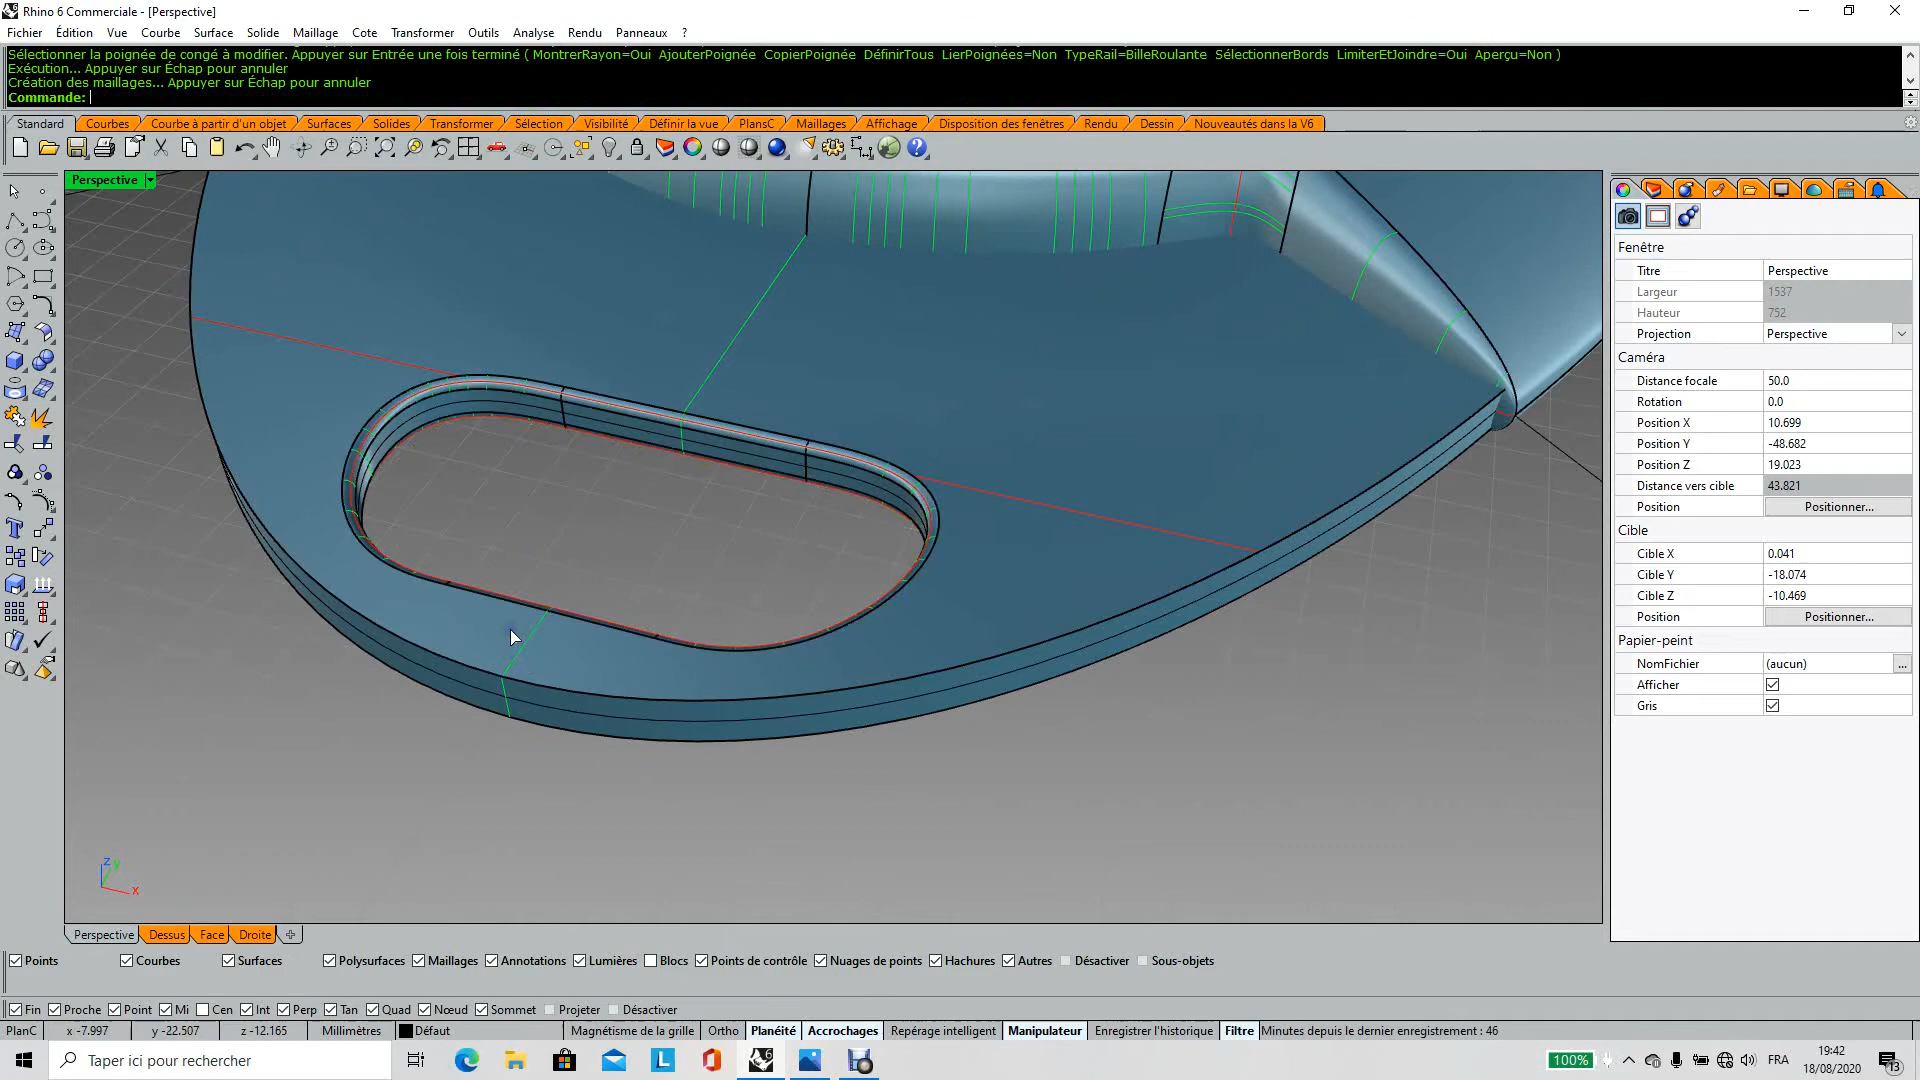 Rhino 6 Commerciale - [Perspective]
Fichier Édition Vue Courbe Surface Solide Maillage Cote Transformer Outils Analyse Rendu Panneaux ?
Sélectionner la poignée de congé à modifier. Appuyer sur Entrée une fois terminé ( MontrerRayon=Oui AjouterPoignée CopierPoignée DéfinirTous LierPoignées=Non TypeRail=BilleRoulante SélectionnerBords LimiterEtJoindre=Oui Aperçu=Non )
Exécution... Appuyer sur Échap pour annuler
Création des maillages... Appuyer sur Échap pour annuler
Commande:
Standard Courbes Courbe à partir d'un objet Surfaces Solides Transformer Sélection Visibilité Définir la vue PlansC Maillages Affichage Disposition des fenêtres Rendu Dessin Nouveautés dans la V6
Perspective
Fenêtre
Titre Perspective
Largeur 1537
Hauteur 752
Projection Perspective
Caméra
Distance focale 50.0
Rotation 0.0
Position X 10.699
Position Y -48.682
Position Z 19.023
Distance vers cible 43.821
Position Positionner...
Cible
Cible X 0.041
Cible Y -18.074
Cible Z -10.469
Position Positionner...
Papier-peint
NomFichier (aucun) ...
Afficher
Gris
z y
x
Perspective Dessus Face Droite
Points Courbes Surfaces Polysurfaces Maillages Annotations Lumières Blocs Points de contrôle Nuages de points Hachures Autres Désactiver Sous-objets
Fin Proche Point Mi Cen Int Perp Tan Quad Nœud Sommet Projeter Désactiver
PlanC x -7.997 y -22.507 z -12.165 Millimètres Défaut Magnétisme de la grille Ortho Planéité Accrochages Repérage intelligent Manipulateur Enregistrer l'historique Filtre Minutes depuis le dernier enregistrement : 46
Taper ici pour rechercher
100% FRA
19:42
18/08/2020
13